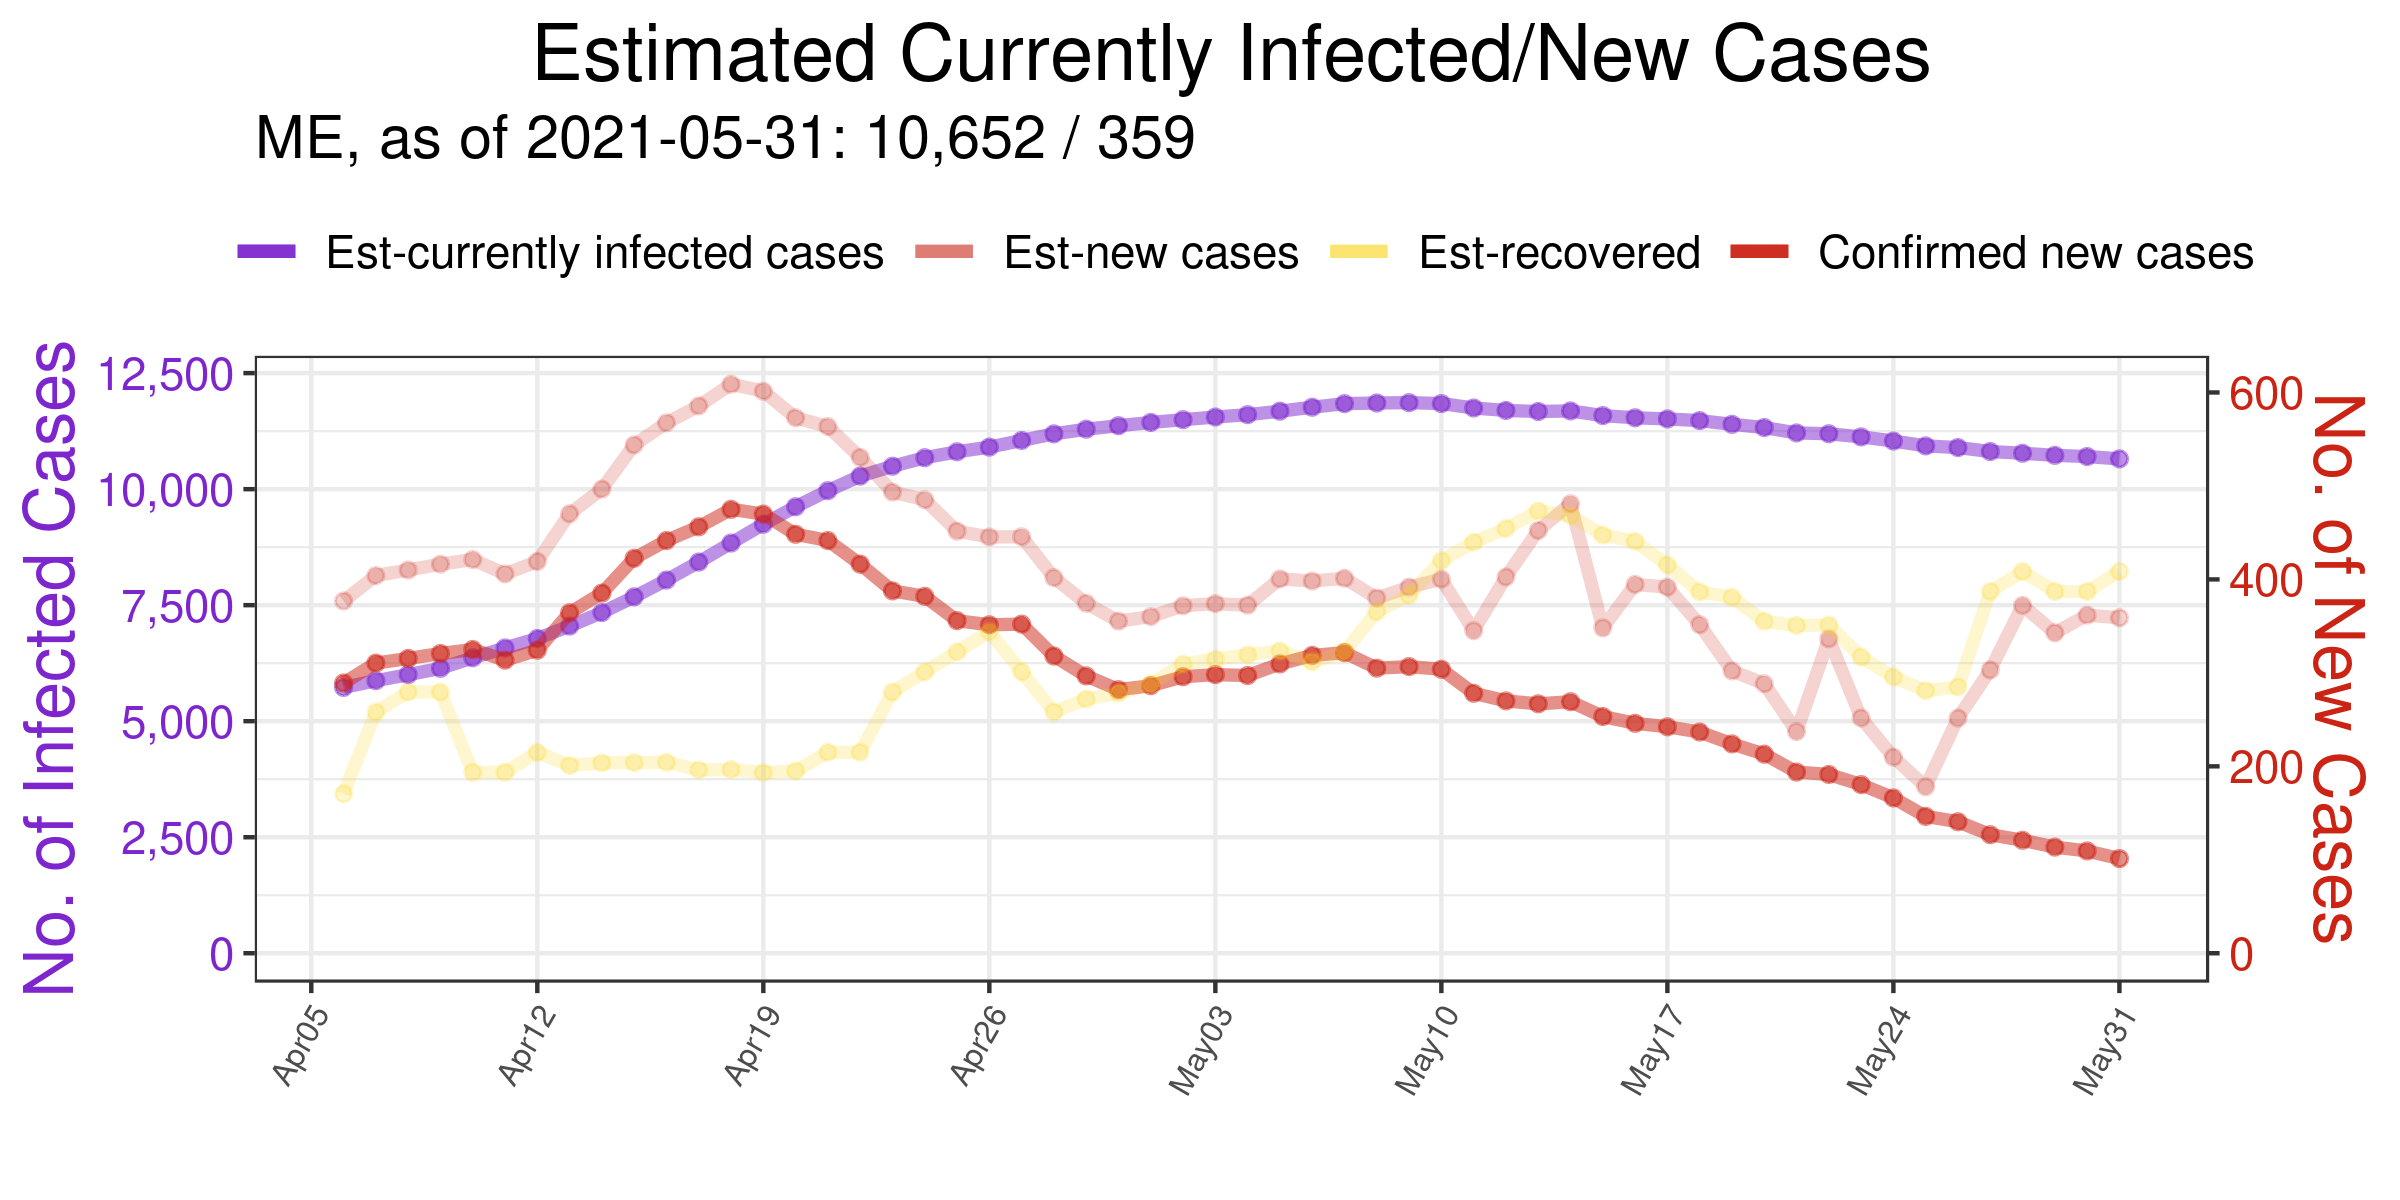 Estimated Currently Infected/New Cases
ME, as of 2021-05-31: 10,652 / 359
Est-currently infected cases Est-new cases Est-recovered Confirmed new cases
No. of Infected Cases
12,500
10,000
7,500
5,000
2,500
0
600
400
200
0
No. of New Cases
Apr05 Apr12 Apr19 Apr26 May03 May10 May17 May24 May31